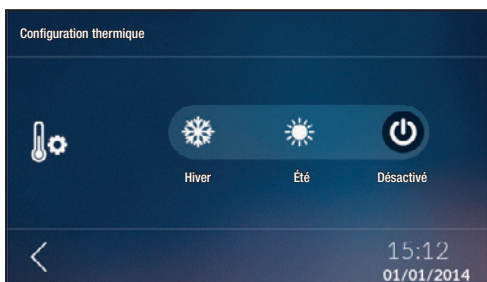 Configuration thermique
Hiver
Été
Désactivé
15:12
01/01/2014